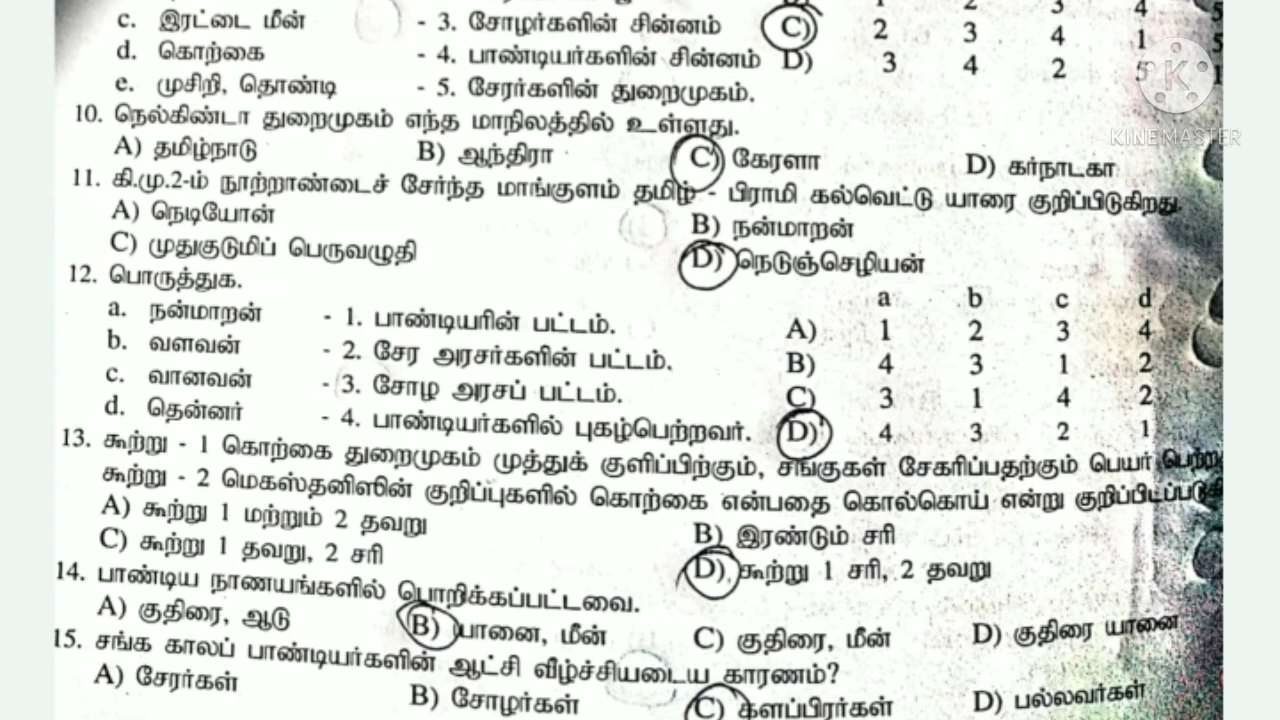 c. இரட்டை மீன் - 3. சோழர்களின் சின்னம் C) 2 3 4 1 5
d. கொற்கை - 4. பாண்டியர்களின் சின்னம் D) 3 4 2 5 1
e. முசிறி, தொண்டி - 5. சேரர்களின் துறைமுகம்.
KINEMASTER
10. நெல்கிண்டா துறைமுகம் எந்த மாநிலத்தில் உள்ளது.
A) தமிழ்நாடு B) ஆந்திரா C) கேரளா D) கர்நாடகா
11. கி.மு.2-ம் நூற்றாண்டைச் சேர்ந்த மாங்குளம் தமிழ் - பிராமி கல்வெட்டு யாரை குறிப்பிடுகிறது.
A) நெடியோன் B) நன்மாறன்
C) முதுகுடுமிப் பெருவழுதி D) நெடுஞ்செழியன்
12. பொருத்துக. a b c d
a. நன்மாறன் - 1. பாண்டியரின் பட்டம். A) 1 2 3 4
b. வளவன் - 2. சேர அரசர்களின் பட்டம். B) 4 3 1 2
c. வானவன் - 3. சோழ அரசப் பட்டம். C) 3 1 4 2
d. தென்னர் - 4. பாண்டியர்களில் புகழ்பெற்றவர். D) 4 3 2 1
13. கூற்று - 1 கொற்கை துறைமுகம் முத்துக் குளிப்பிற்கும், சங்குகள் சேகரிப்பதற்கும் பெயர்
கூற்று - 2 மெகஸ்தனிஸின் குறிப்புகளில் கொற்கை என்பதை கொல்கொய் என்று
A) கூற்று 1 மற்றும் 2 தவறு B) இரண்டும் சரி
C) கூற்று 1 தவறு, 2 சரி D) கூற்று 1 சரி, 2 தவறு
14. பாண்டிய நாணயங்களில் பொறிக்கப்பட்டவை.
A) குதிரை, ஆடு B) யானை, மீன் C) குதிரை, மீன் D) குதிரை யானை
15. சங்க காலப் பாண்டியர்களின் ஆட்சி வீழ்ச்சியடைய காரணம்?
A) சேரர்கள் B) சோழர்கள் C) களப்பிரர்கள் D) பல்லவர்கள்